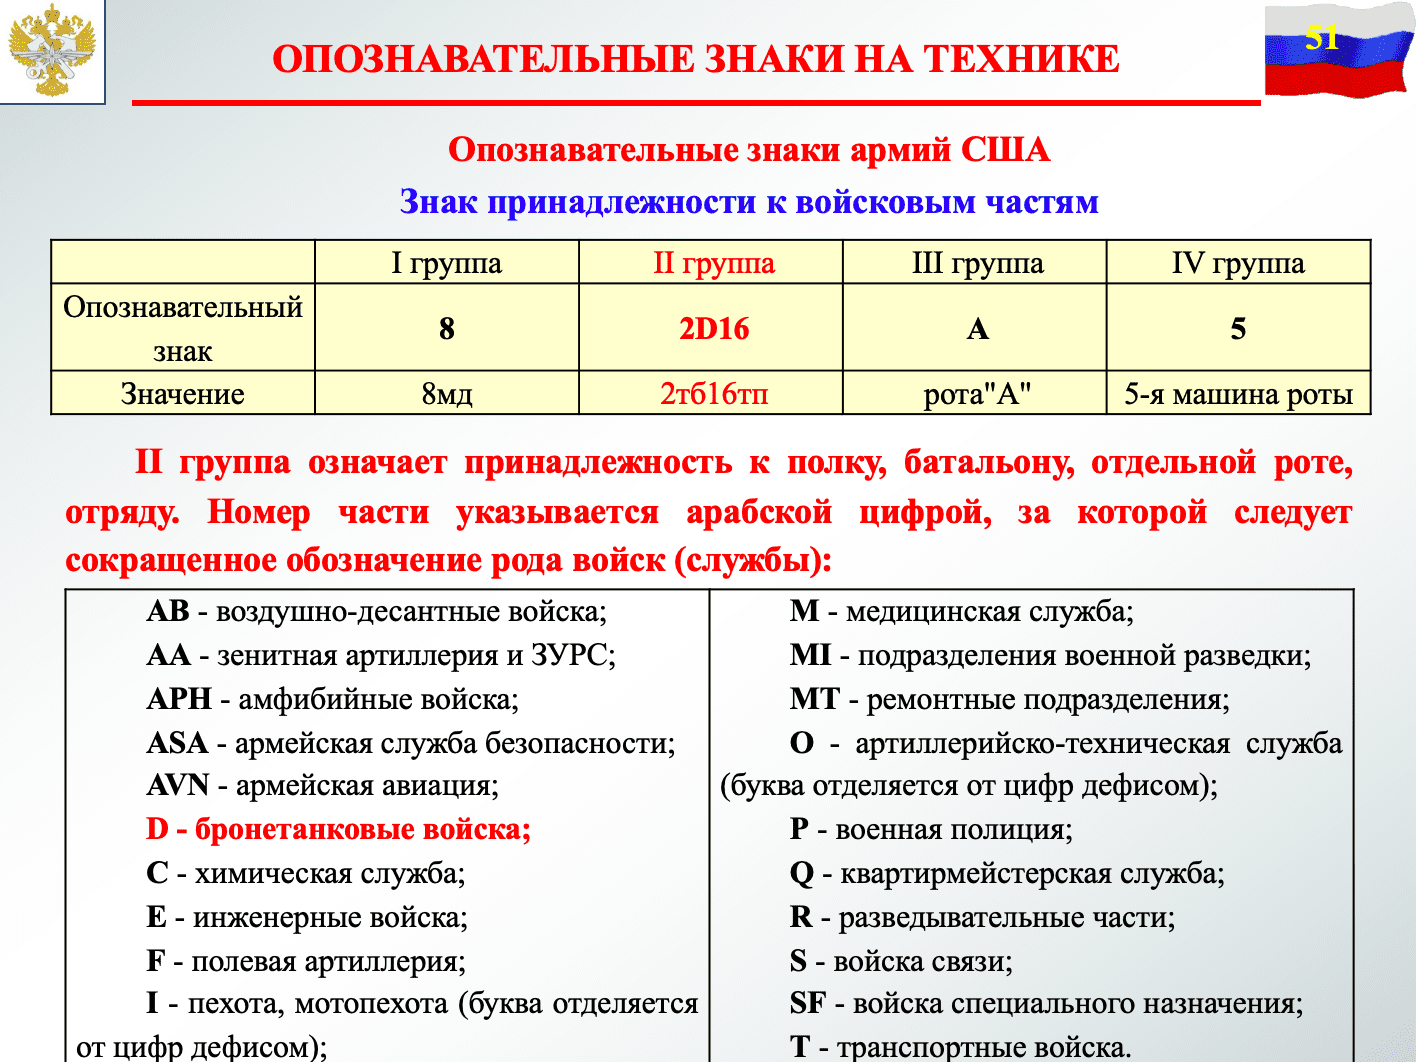 51
ОПОЗНАВАТЕЛЬНЫЕ ЗНАКИ НА ТЕХНИКЕ
Опознавательные знаки армий США
Знак принадлежности к войсковым частям
I группа II группа III группа IV группа
Опознавательный
знак
8 2D16 А 5
Значение 8мд 2тб16тп рота"А" 5-я машина роты
II группа означает принадлежность к полку, батальону, отдельной роте,
отряду. Номер части указывается арабской цифрой, за которой следует
сокращенное обозначение рода войск (службы):
AB - воздушно-десантные войска;
AA - зенитная артиллерия и ЗУРС;
APH - амфибийные войска;
ASA - армейская служба безопасности;
AVN - армейская авиация;
D - бронетанковые войска;
C - химическая служба;
E - инженерные войска;
F - полевая артиллерия;
I - пехота, мотопехота (буква отделяется
от цифр дефисом);
M - медицинская служба;
MI - подразделения военной разведки;
MT - ремонтные подразделения;
O - артиллерийско-техническая служба
(буква отделяется от цифр дефисом);
P - военная полиция;
Q - квартирмейстерская служба;
R - разведывательные части;
S - войска связи;
SF - войска специального назначения;
T - транспортные войска.